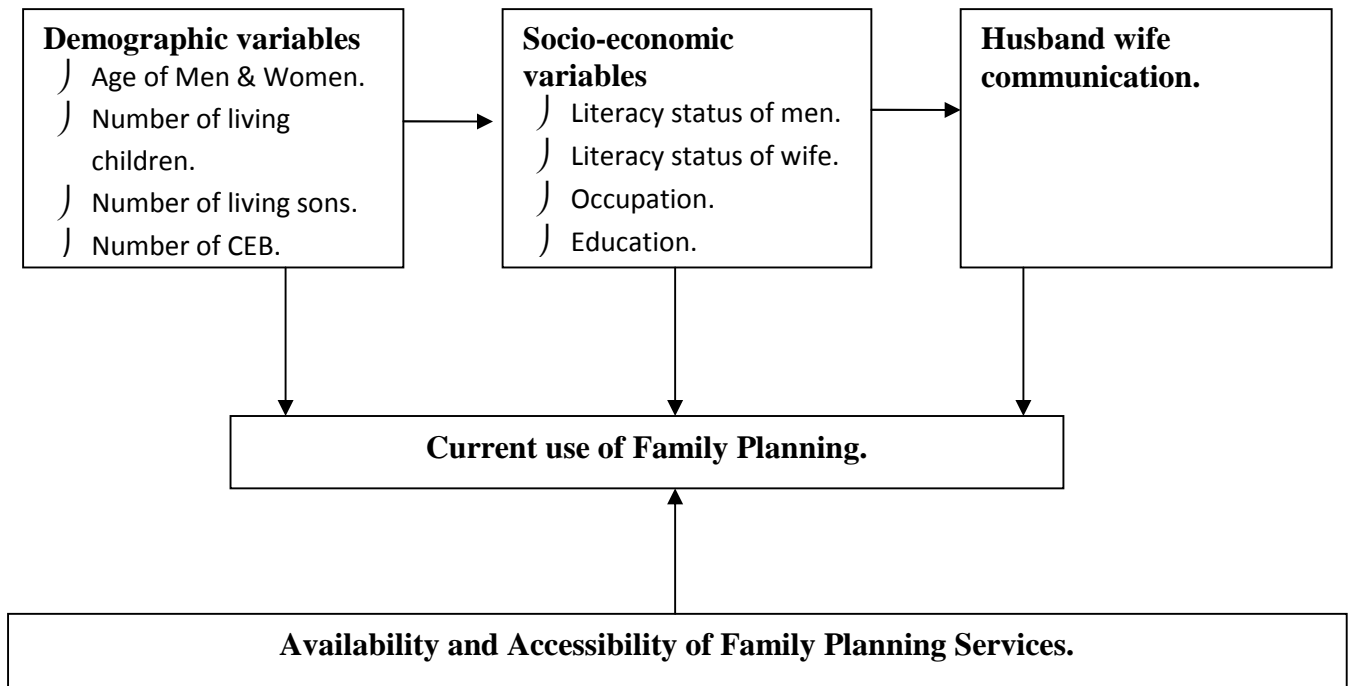 Demographic variables
Age of Men & Women.
Number of living
children.
Number of living sons.
Number of CEB.
Socio-economic
variables
Literacy status of men.
Literacy status of wife.
Occupation.
Education.
Husband wife
communication.
Current use of Family Planning.
Availability and Accessibility of Family Planning Services.